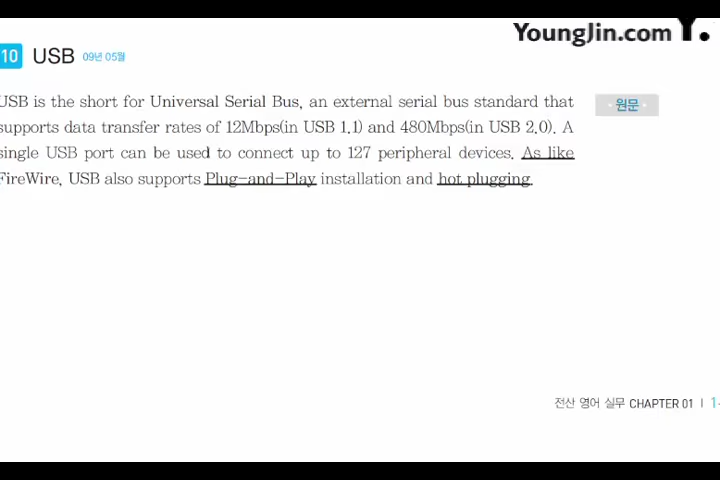 YoungJin.com Y.
10 USB 09년 05월
USB is the short for Universal Serial Bus, an external serial bus standard that
supports data transfer rates of 12Mbps(in USB 1.1) and 480Mbps(in USB 2.0). A
single USB port can be used to connect up to 127 peripheral devices. As like
FireWire, USB also supports Plug-and-Play installation and hot plugging.
원문
전산 영어 실무 CHAPTER 01 I 1-